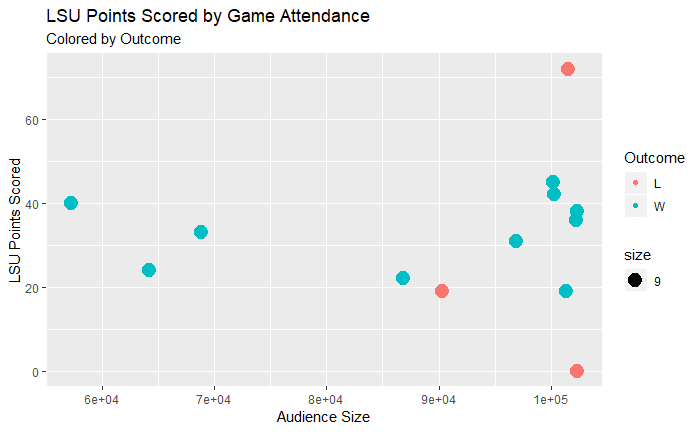 LSU Points Scored by Game Attendance
Colored by Outcome
LSU Points Scored
60
40
20
0
6e+04 7e+04 8e+04 9e+04 1e+05
Audience Size
Outcome
L
W
size
9